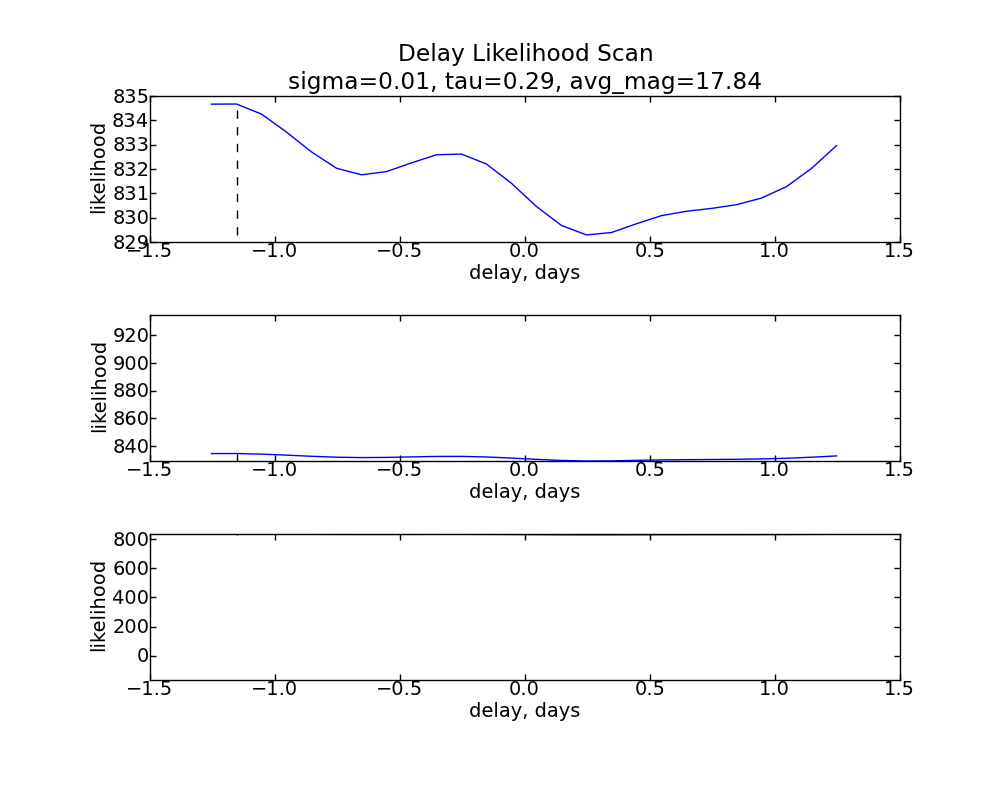 Delay Likelihood Scan
sigma=0.01, tau=0.29, avg_mag=17.84
835
834
833
832
831
830
829
likelihood
−1.5 −1.0 −0.5 0.0 0.5 1.0 1.5
delay, days
920
900
880
860
840
likelihood
−1.5 −1.0 −0.5 0.0 0.5 1.0 1.5
delay, days
800
600
400
200
0
likelihood
−1.5 −1.0 −0.5 0.0 0.5 1.0 1.5
delay, days